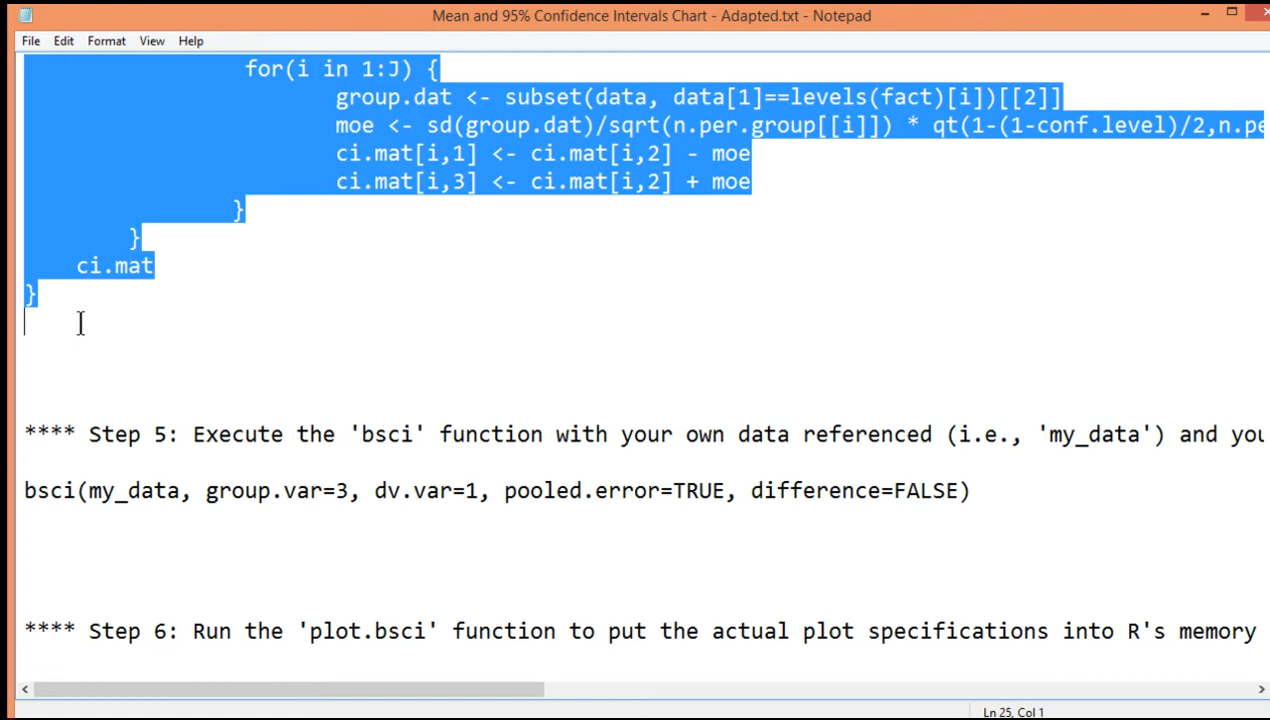 Mean and 95% Confidence Intervals Chart - Adapted.txt - Notepad
File Edit Format View Help
for(i in 1:J) {
group.dat <- subset(data, data[1]==levels(fact)[i])[[2]]
moe <- sd(group.dat)/sqrt(n.per.group[[i]]) * qt(1-(1-conf.level)/2,n.pe
ci.mat[i,1] <- ci.mat[i,2] - moe
ci.mat[i,3] <- ci.mat[i,2] + moe
}
}
ci.mat
}
**** Step 5: Execute the 'bsci' function with your own data referenced (i.e., 'my_data') and you
bsci(my_data, group.var=3, dv.var=1, pooled.error=TRUE, difference=FALSE)
**** Step 6: Run the 'plot.bsci' function to put the actual plot specifications into R's memory
Ln 25, Col 1